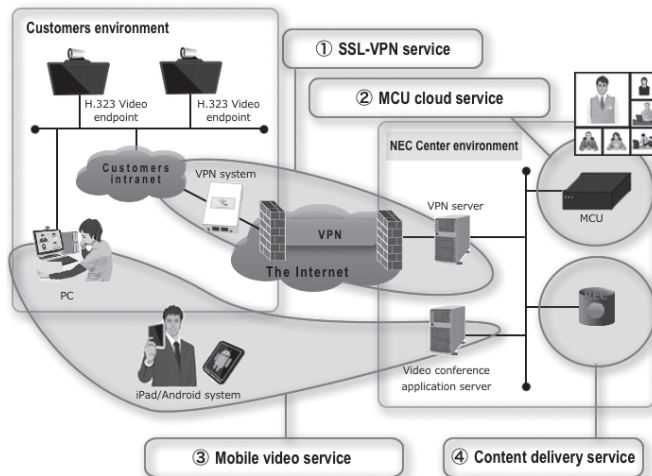 Customers environment
① SSL-VPN service
② MCU cloud service
H.323 Video
endpoint
H.323 Video
endpoint
NEC Center environment
Customers
intranet
VPN system
VPN server
MCU
VPN
The Internet
PC
REC
iPad/Android system
Video conference
application server
③ Mobile video service
④ Content delivery service